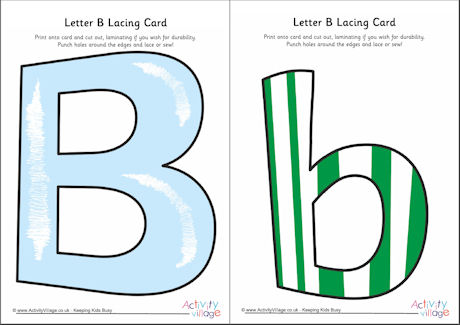 Letter B Lacing Card
Print onto card and cut out, laminating if you wish for durability.
Punch holes around the edges and lace or sew!
B
© www.ActivityVillage.co.uk - Keeping Kids Busy
Activity
village
Letter B Lacing Card
Print onto card and cut out, laminating if you wish for durability.
Punch holes around the edges and lace or sew!
b
© www.ActivityVillage.co.uk - Keeping Kids Busy
Activity
village